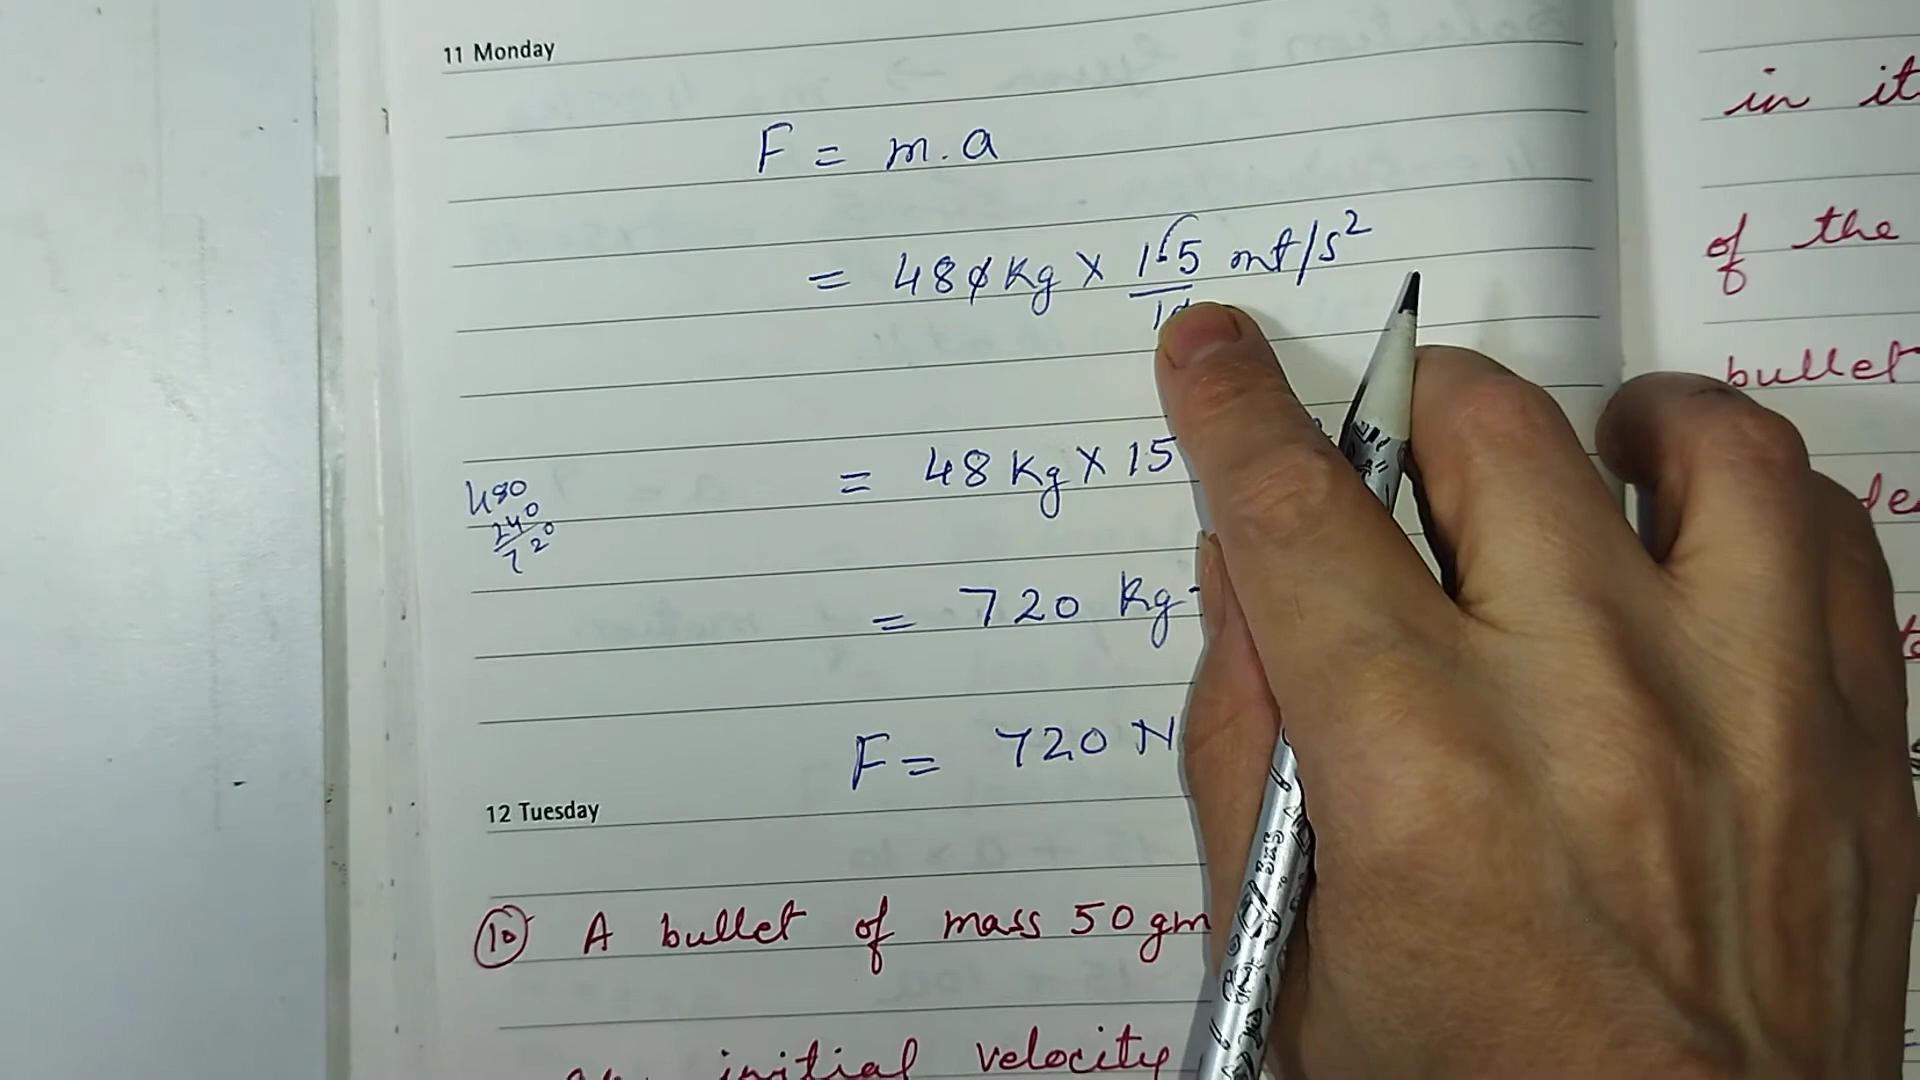 11 Monday
F = m.a
= 480 Kg × 1.5 mt/s²
10
= 48 Kg × 15
480
240
720
= 720 Kg-
F = 720 N
12 Tuesday
10 A bullet of mass 50 gm
initial velocity
in it
of the
bullet